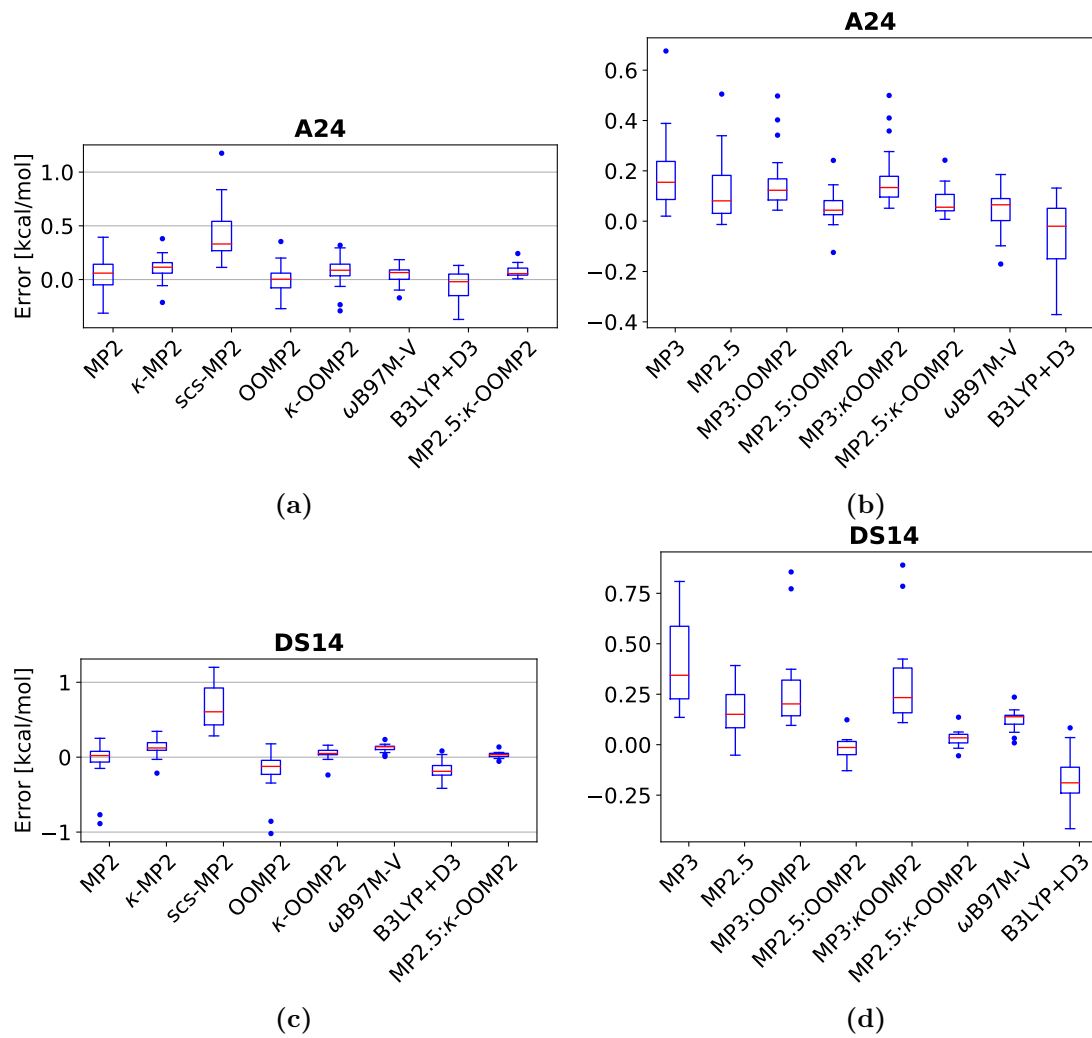 A24
Error [kcal/mol]
1.0
0.5
0.0
MP2
κ-MP2
scs-MP2
OOMP2
κ-OOMP2
ωB97M-V
B3LYP+D3
MP2.5:κ-OOMP2
(a)
A24
0.6
0.4
0.2
0.0
−0.2
−0.4
MP3
MP2.5
MP3:OOMP2
MP2.5:OOMP2
MP3:κOOMP2
MP2.5:κ-OOMP2
ωB97M-V
B3LYP+D3
(b)
DS14
Error [kcal/mol]
1
0
−1
MP2
κ-MP2
scs-MP2
OOMP2
κ-OOMP2
ωB97M-V
B3LYP+D3
MP2.5:κ-OOMP2
(c)
DS14
0.75
0.50
0.25
0.00
−0.25
MP3
MP2.5
MP3:OOMP2
MP2.5:OOMP2
MP3:κOOMP2
MP2.5:κ-OOMP2
ωB97M-V
B3LYP+D3
(d)